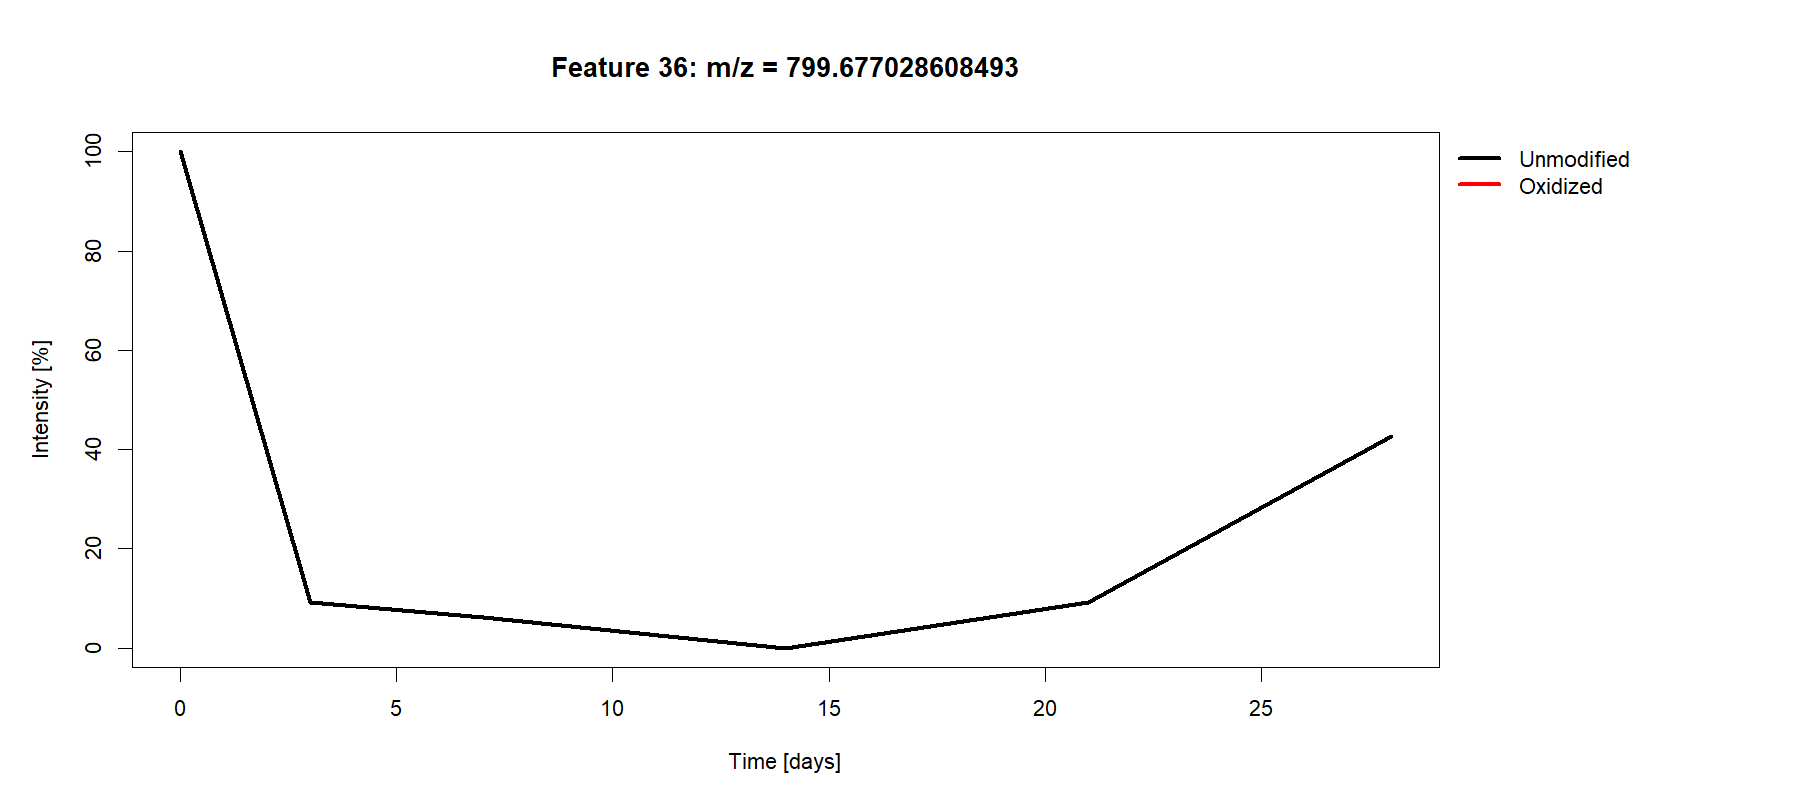 Feature 36: m/z = 799.677028608493
Unmodified
Oxidized
Intensity [%]
100
80
60
40
20
0
0 5 10 15 20 25
Time [days]